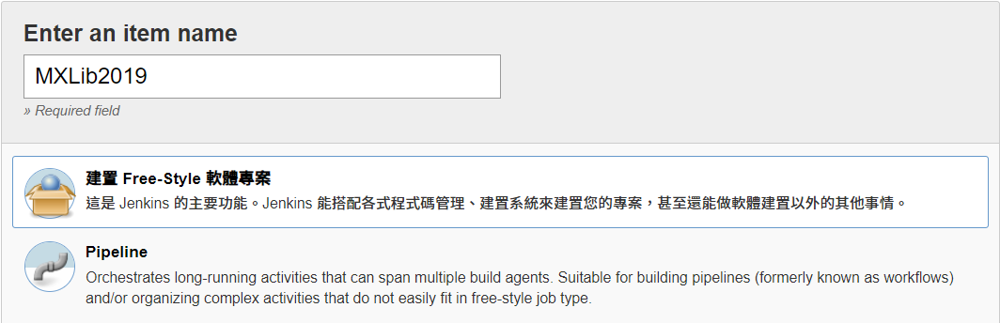 Enter an item name
MXLib2019
» Required field
建置 Free-Style 軟體專案
這是 Jenkins 的主要功能。Jenkins 能搭配各式程式碼管理、建置系統來建置您的專案，甚至還能做軟體建置以外的其他事情。
Pipeline
Orchestrates long-running activities that can span multiple build agents. Suitable for building pipelines (formerly known as workflows)
and/or organizing complex activities that do not easily fit in free-style job type.